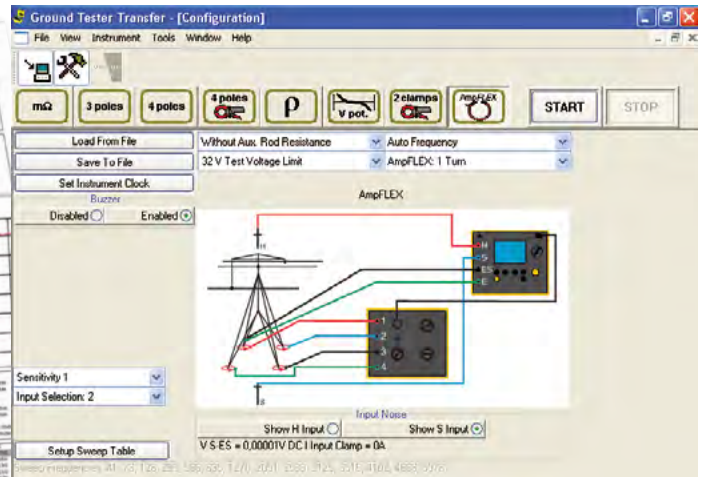 Ground Tester Transfer - [Configuration]
File View Instrument Tools Window Help
mΩ
3 poles
4 poles
4 poles
ρ
V pot.
2 clamps
AmpFLEX
START
STOP
Load From File
Without Aux. Rod Resistance
Auto Frequency
Save To File
32 V Test Voltage Limit
AmpFLEX: 1 Turn
Set Instrument Clock
Buzzer
AmpFLEX
Disabled
Enabled
H
H
S
ES
E
1
2
3
4
S
Sensitivity 1
Input Selection: 2
Input Noise
Show H Input
Show S Input
V S-ES = 0,00001V DC I Input Clamp = 0A
Setup Sweep Table
Sweep Frequencies: